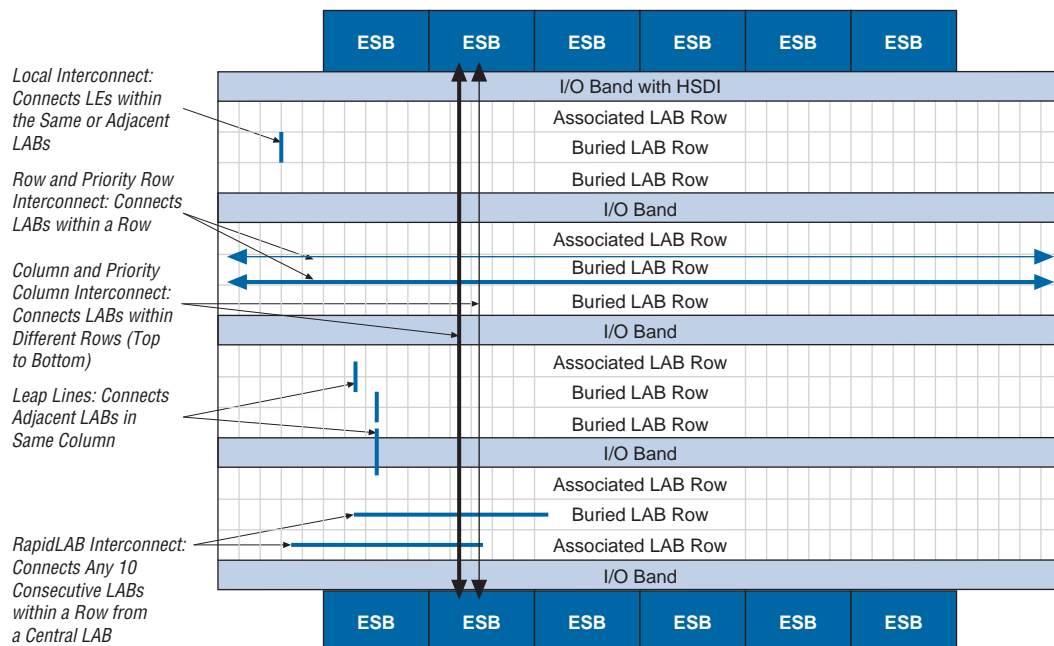 ESB ESB ESB ESB ESB ESB
Local Interconnect:
Connects LEs within
the Same or Adjacent
LABs
I/O Band with HSDI
Associated LAB Row
Buried LAB Row
Buried LAB Row
Row and Priority Row
Interconnect: Connects
LABs within a Row
I/O Band
Associated LAB Row
Buried LAB Row
Buried LAB Row
Column and Priority
Column Interconnect:
Connects LABs within
Different Rows (Top
to Bottom)
I/O Band
Associated LAB Row
Buried LAB Row
Buried LAB Row
Leap Lines: Connects
Adjacent LABs in
Same Column
I/O Band
Associated LAB Row
Buried LAB Row
Associated LAB Row
RapidLAB Interconnect:
Connects Any 10
Consecutive LABs
within a Row from
a Central LAB
I/O Band
ESB ESB ESB ESB ESB ESB